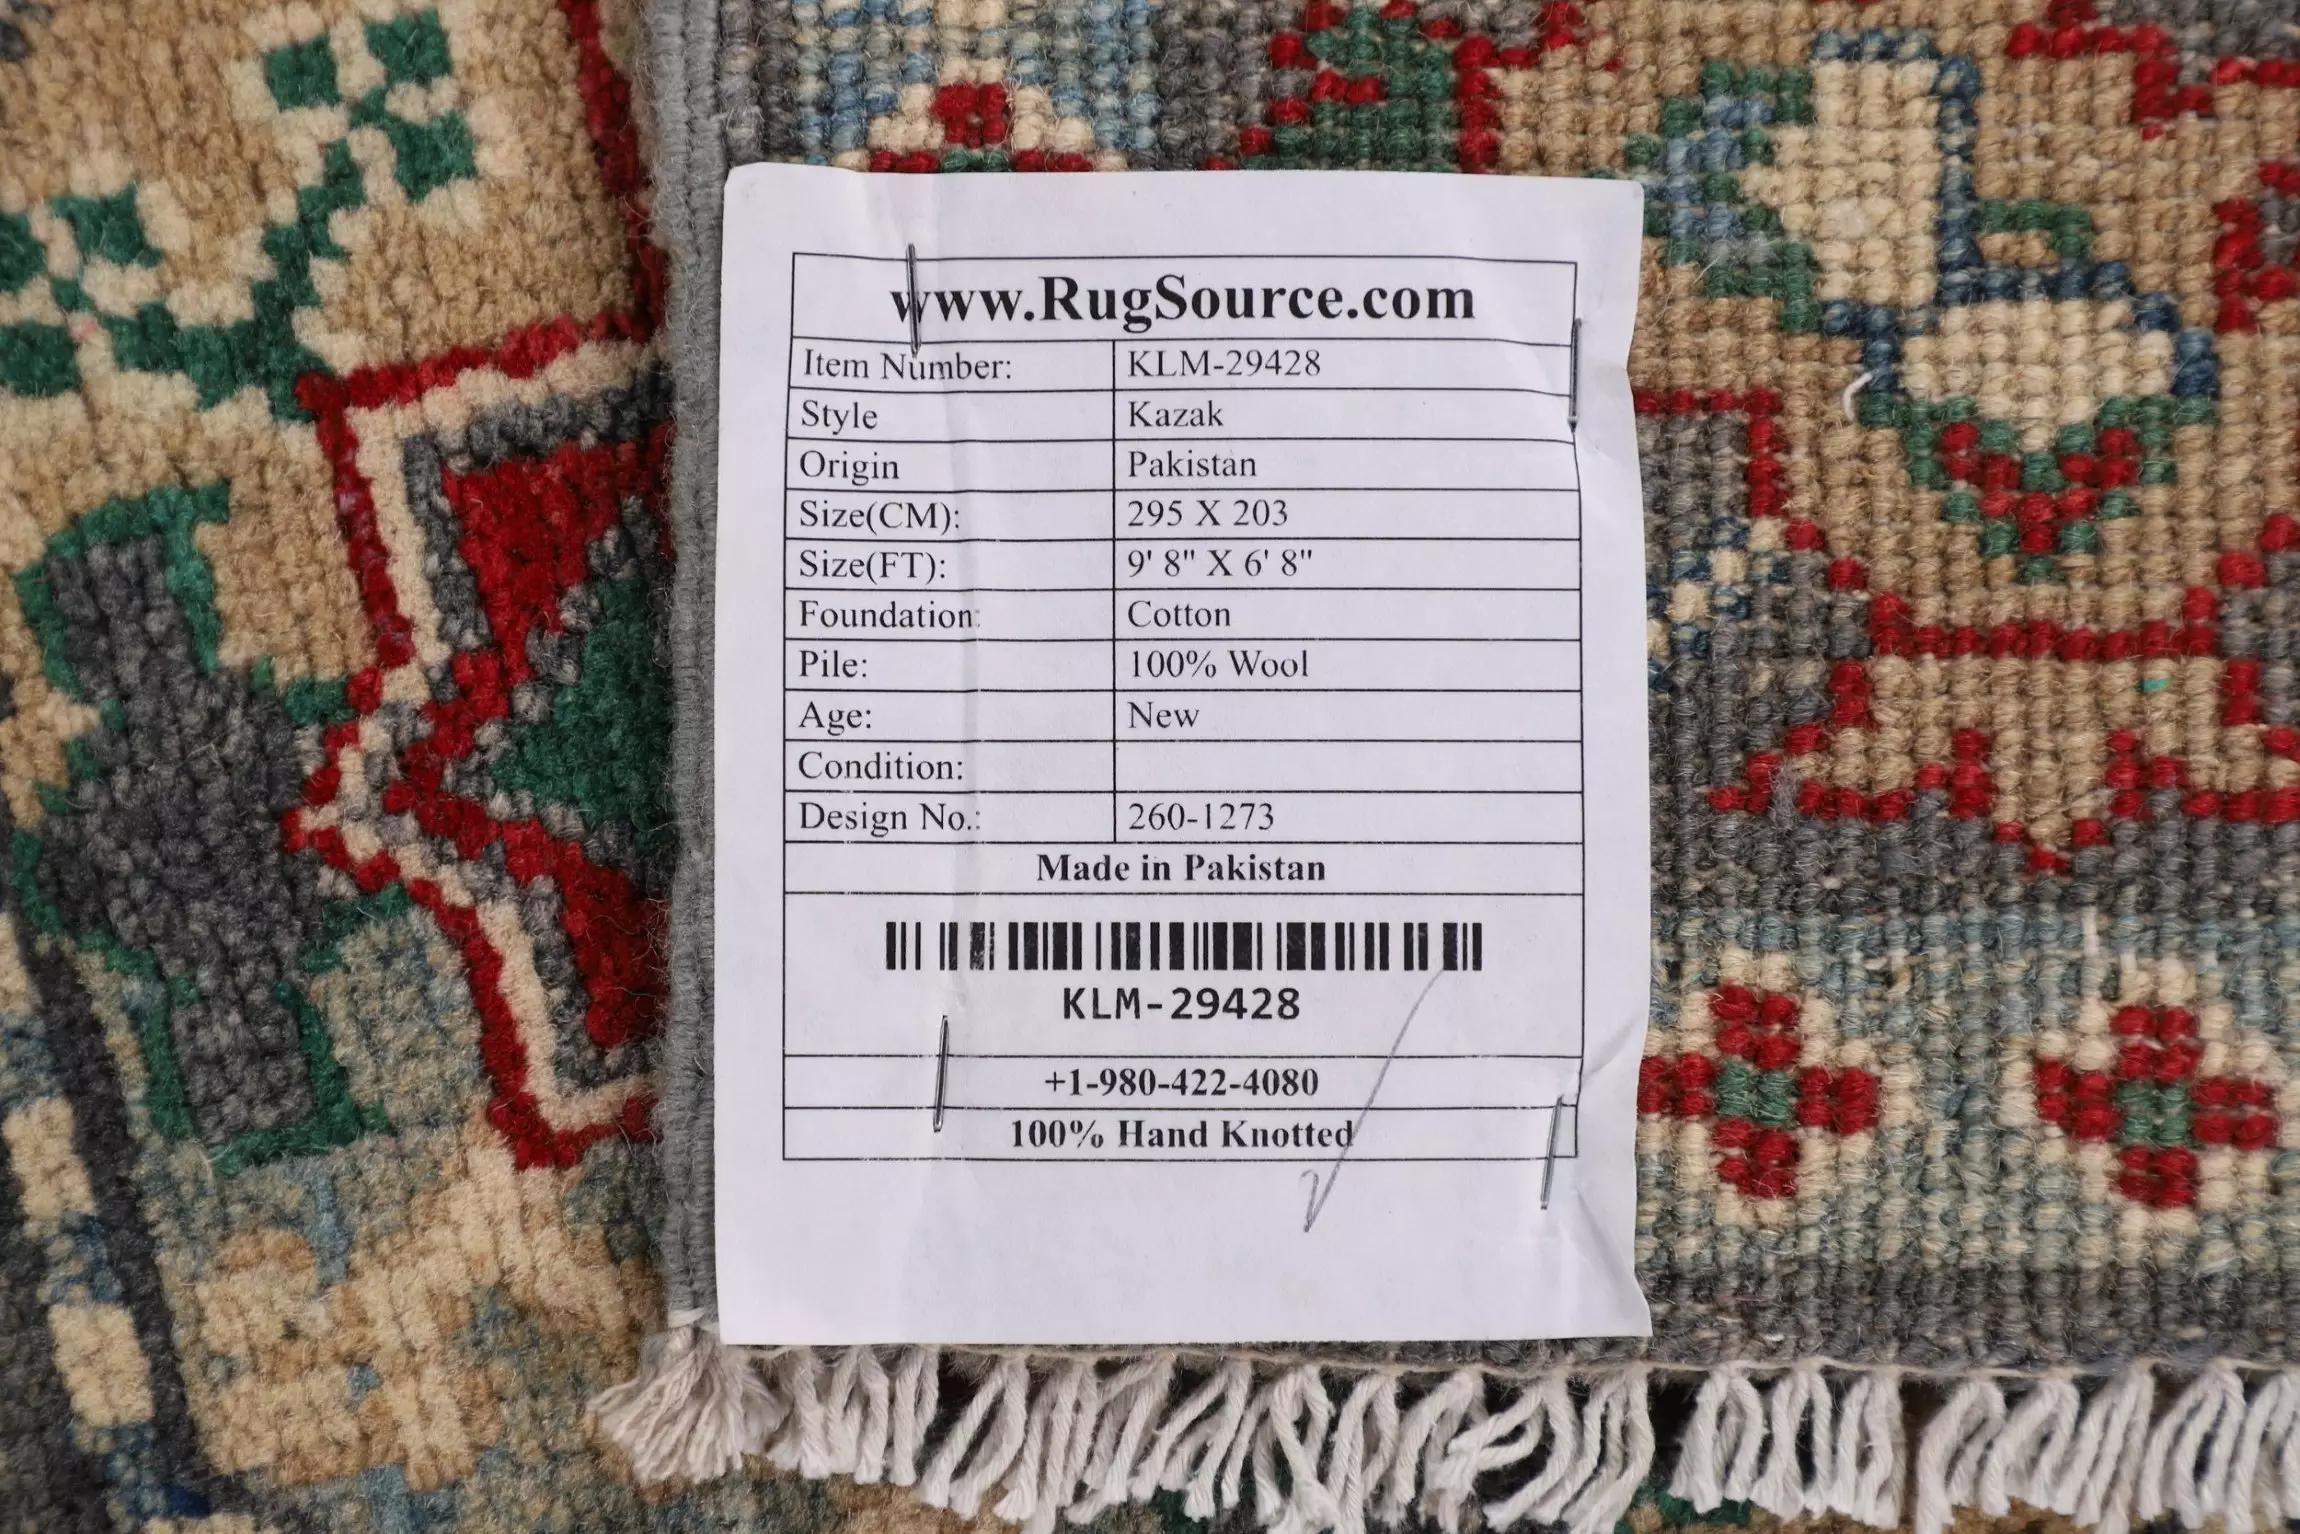 www.RugSource.com
Item Number: KLM-29428
Style Kazak
Origin Pakistan
Size(CM): 295 X 203
Size(FT): 9' 8" X 6' 8"
Foundation: Cotton
Pile: 100% Wool
Age: New
Condition:
Design No.: 260-1273
Made in Pakistan
KLM-29428
+1-980-422-4080
100% Hand Knotted